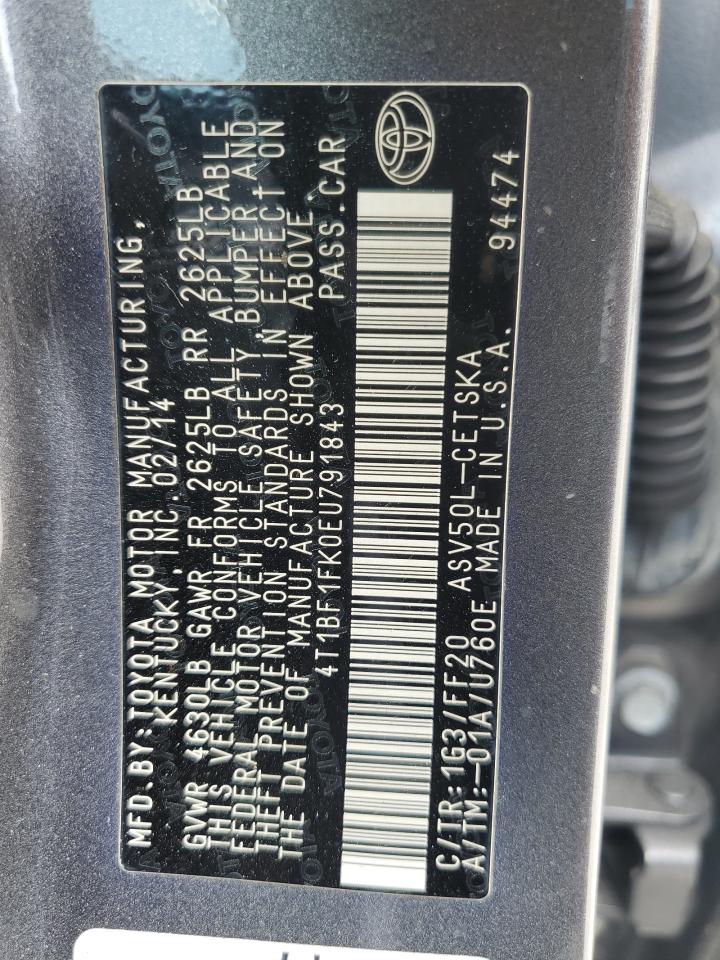 MFD.BY:TOYOTA MOTOR MANUFACTURING,
KENTUCKY,INC.02/14
GVWR 4630LB GAWR FR 2625LB RR 2625LB
THIS VEHICLE CONFORMS TO ALL APPLICABLE
FEDERAL MOTOR VEHICLE SAFETY,BUMPER,AND
THEFT PREVENTION STANDARDS IN EFFECT ON
THE DATE OF MANUFACTURE SHOWN ABOVE.
4T1BF1FK0EU791843 PASS.CAR
C/TR:1G3/FF20 ASV50L-CETSKA
A/TM:-01A/U760E MADE IN U.S.A. 94474